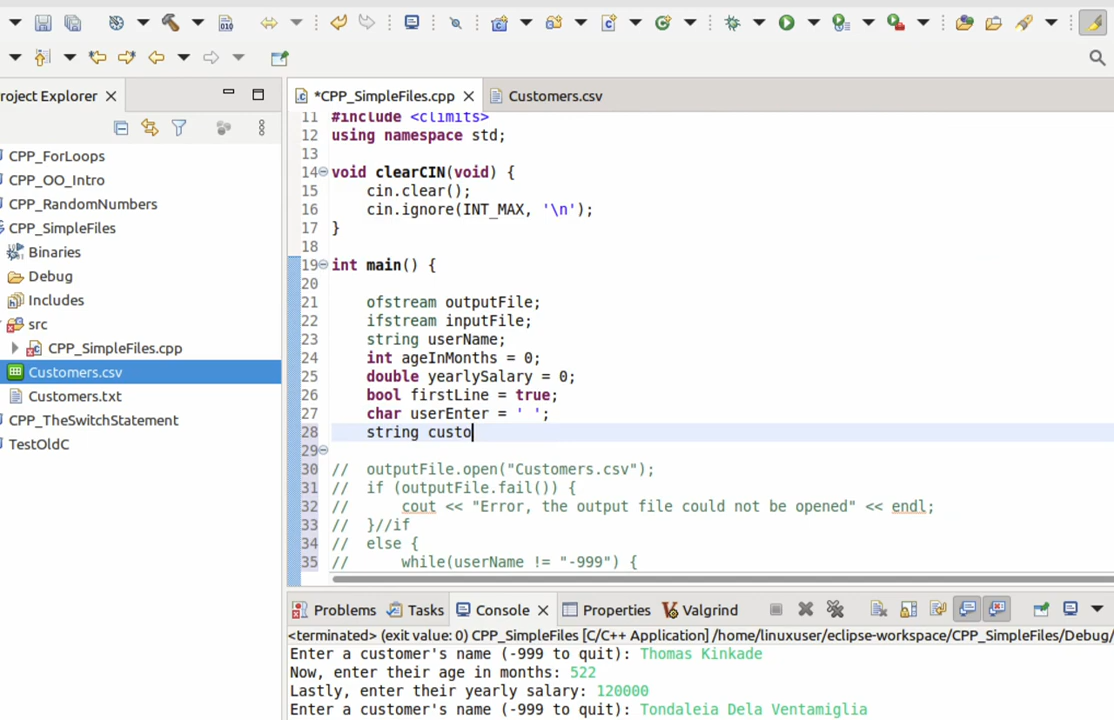 roject Explorer
CPP_ForLoops
CPP_OO_Intro
CPP_RandomNumbers
CPP_SimpleFiles
Binaries
Debug
Includes
src
CPP_SimpleFiles.cpp
Customers.csv
Customers.txt
CPP_TheSwitchStatement
TestOldC
*CPP_SimpleFiles.cpp
Customers.csv
11 #include <climits>
12 using namespace std;
13
14 void clearCIN(void) {
15 cin.clear();
16 cin.ignore(INT_MAX, '\n');
17 }
18
19 int main() {
20
21 ofstream outputFile;
22 ifstream inputFile;
23 string userName;
24 int ageInMonths = 0;
25 double yearlySalary = 0;
26 bool firstLine = true;
27 char userEnter = ' ';
28 string custo
29
30 // outputFile.open("Customers.csv");
31 // if (outputFile.fail()) {
32 // cout << "Error, the output file could not be opened" << endl;
33 // }//if
34 // else {
35 // while(userName != "-999") {
Problems Tasks Console Properties Valgrind
<terminated> (exit value: 0) CPP_SimpleFiles [C/C++ Application] /home/linuxuser/eclipse-workspace/CPP_SimpleFiles/Debug/
Enter a customer's name (-999 to quit): Thomas Kinkade
Now, enter their age in months: 522
Lastly, enter their yearly salary: 120000
Enter a customer's name (-999 to quit): Tondaleia Dela Ventamiglia